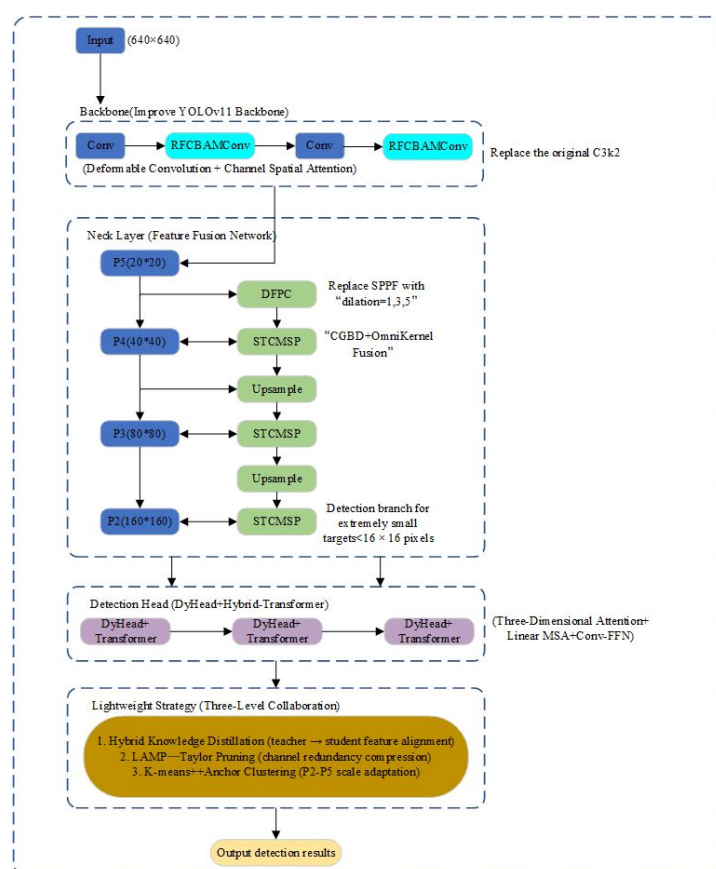 Input (640×640)
Backbone(Improve YOLOv11 Backbone)
Conv RFCBAMConv Conv RFCBAMConv
(Deformable Convolution + Channel Spatial Attention)
Replace the original C3k2
Neck Layer (Feature Fusion Network)
P5(20*20)
DFPC
Replace SPPF with
“dilation=1,3,5”
P4(40*40) STCMSP
“CGBD+OmniKernel
Fusion”
Upsample
P3(80*80) STCMSP
Upsample
P2(160*160) STCMSP
Detection branch for
extremely small
targets<16 × 16 pixels
Detection Head (DyHead+Hybrid-Transformer)
DyHead+ DyHead+ DyHead+
Transformer Transformer Transformer
(Three-Dimensional Attention+
Linear MSA+Conv-FFN)
Lightweight Strategy (Three-Level Collaboration)
1. Hybrid Knowledge Distillation (teacher → student feature alignment)
2. LAMP—Taylor Pruning (channel redundancy compression)
3. K-means++Anchor Clustering (P2-P5 scale adaptation)
Output detection results